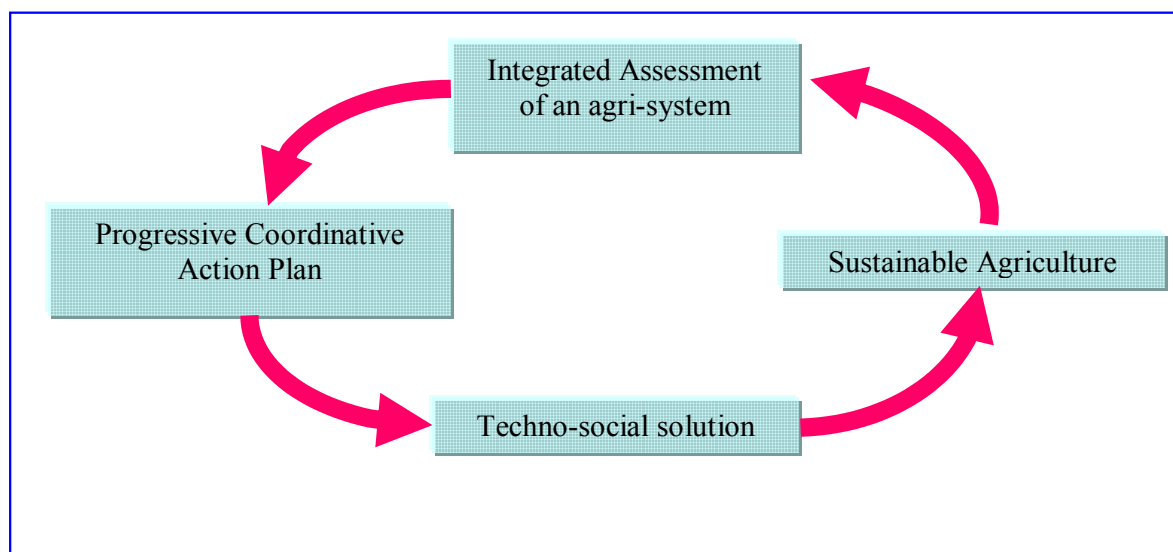 Integrated Assessment
of an agri-system
Progressive Coordinative
Action Plan
Sustainable Agriculture
Techno-social solution